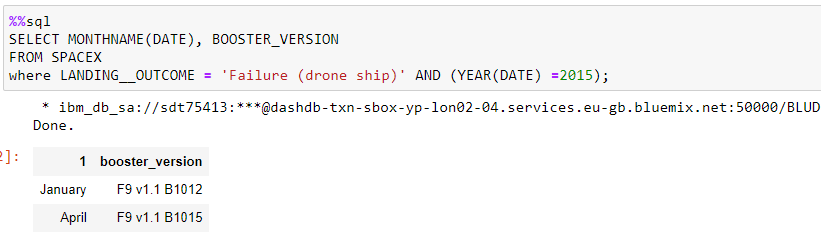 %%sql
SELECT MONTHNAME(DATE), BOOSTER_VERSION
FROM SPACEX
where LANDING__OUTCOME = 'Failure (drone ship)' AND (YEAR(DATE) =2015);
* ibm_db_sa://sdt75413:***@dashdb-txn-sbox-yp-lon02-04.services.eu-gb.bluemix.net:50000/BLUD
Done.
2]:
1 booster_version
January F9 v1.1 B1012
April F9 v1.1 B1015